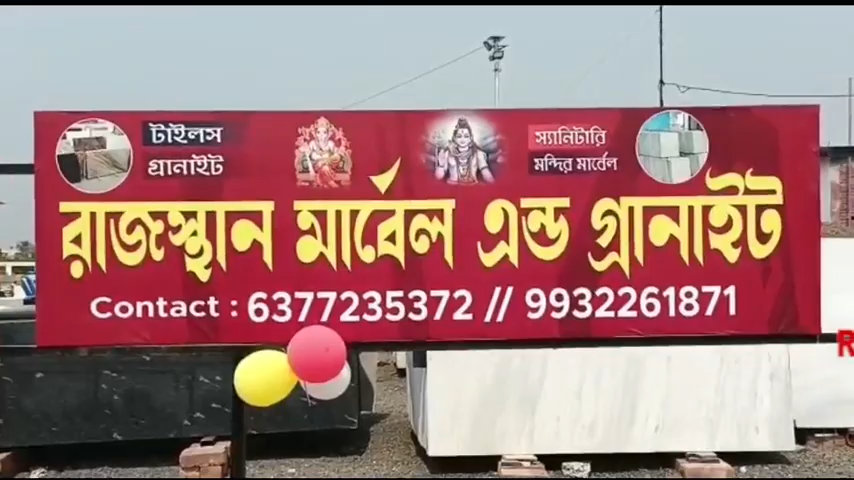 টাইলস
গ্রানাইট
স্যানিটারি
মন্দির মার্বেল
রাজস্থান মার্বেল এন্ড গ্রানাইট
Contact : 6377235372 // 9932261871
R